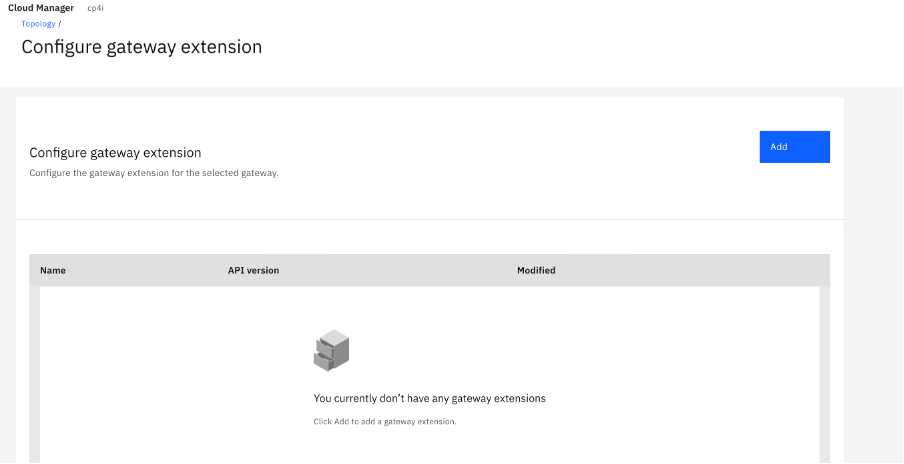 Cloud Manager cp4i
Topology /
Configure gateway extension
Configure gateway extension
Add
Configure the gateway extension for the selected gateway.
Name API version Modified
You currently don't have any gateway extensions
Click Add to add a gateway extension.